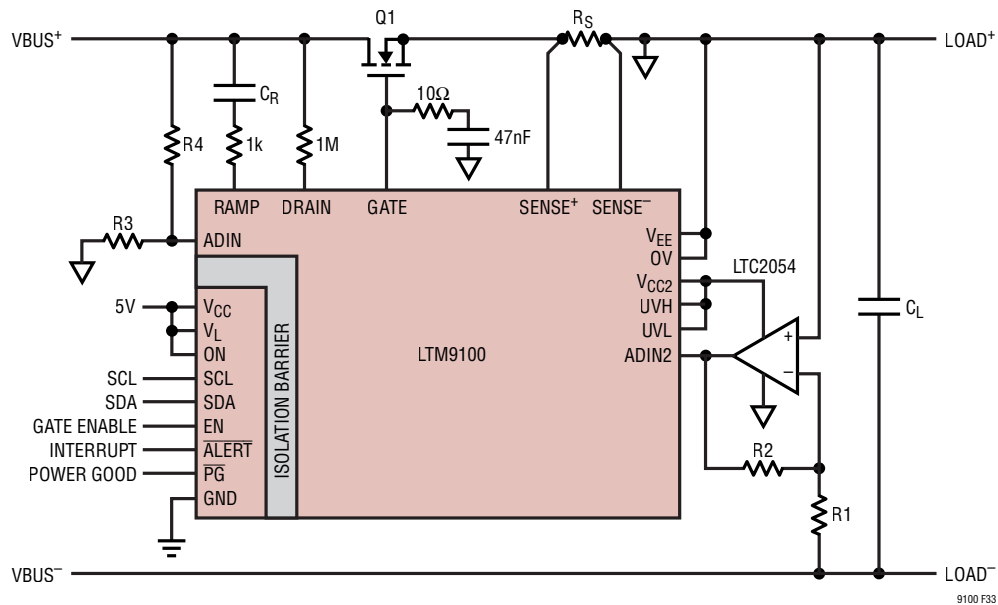 Q1
RS
VBUS+
LOAD+
CR
10Ω
47nF
R4
1k
1M
RAMP
DRAIN
GATE
SENSE+
SENSE–
R3
ADIN
VEE
OV
LTC2054
VCC2
UVH
UVL
ADIN2
+
–
CL
5V
VCC
VL
ON
LTM9100
ISOLATION BARRIER
SCL
SCL
SDA
SDA
GATE ENABLE
EN
INTERRUPT
ALERT
POWER GOOD
PG
GND
R2
R1
VBUS–
LOAD–
9100 F33